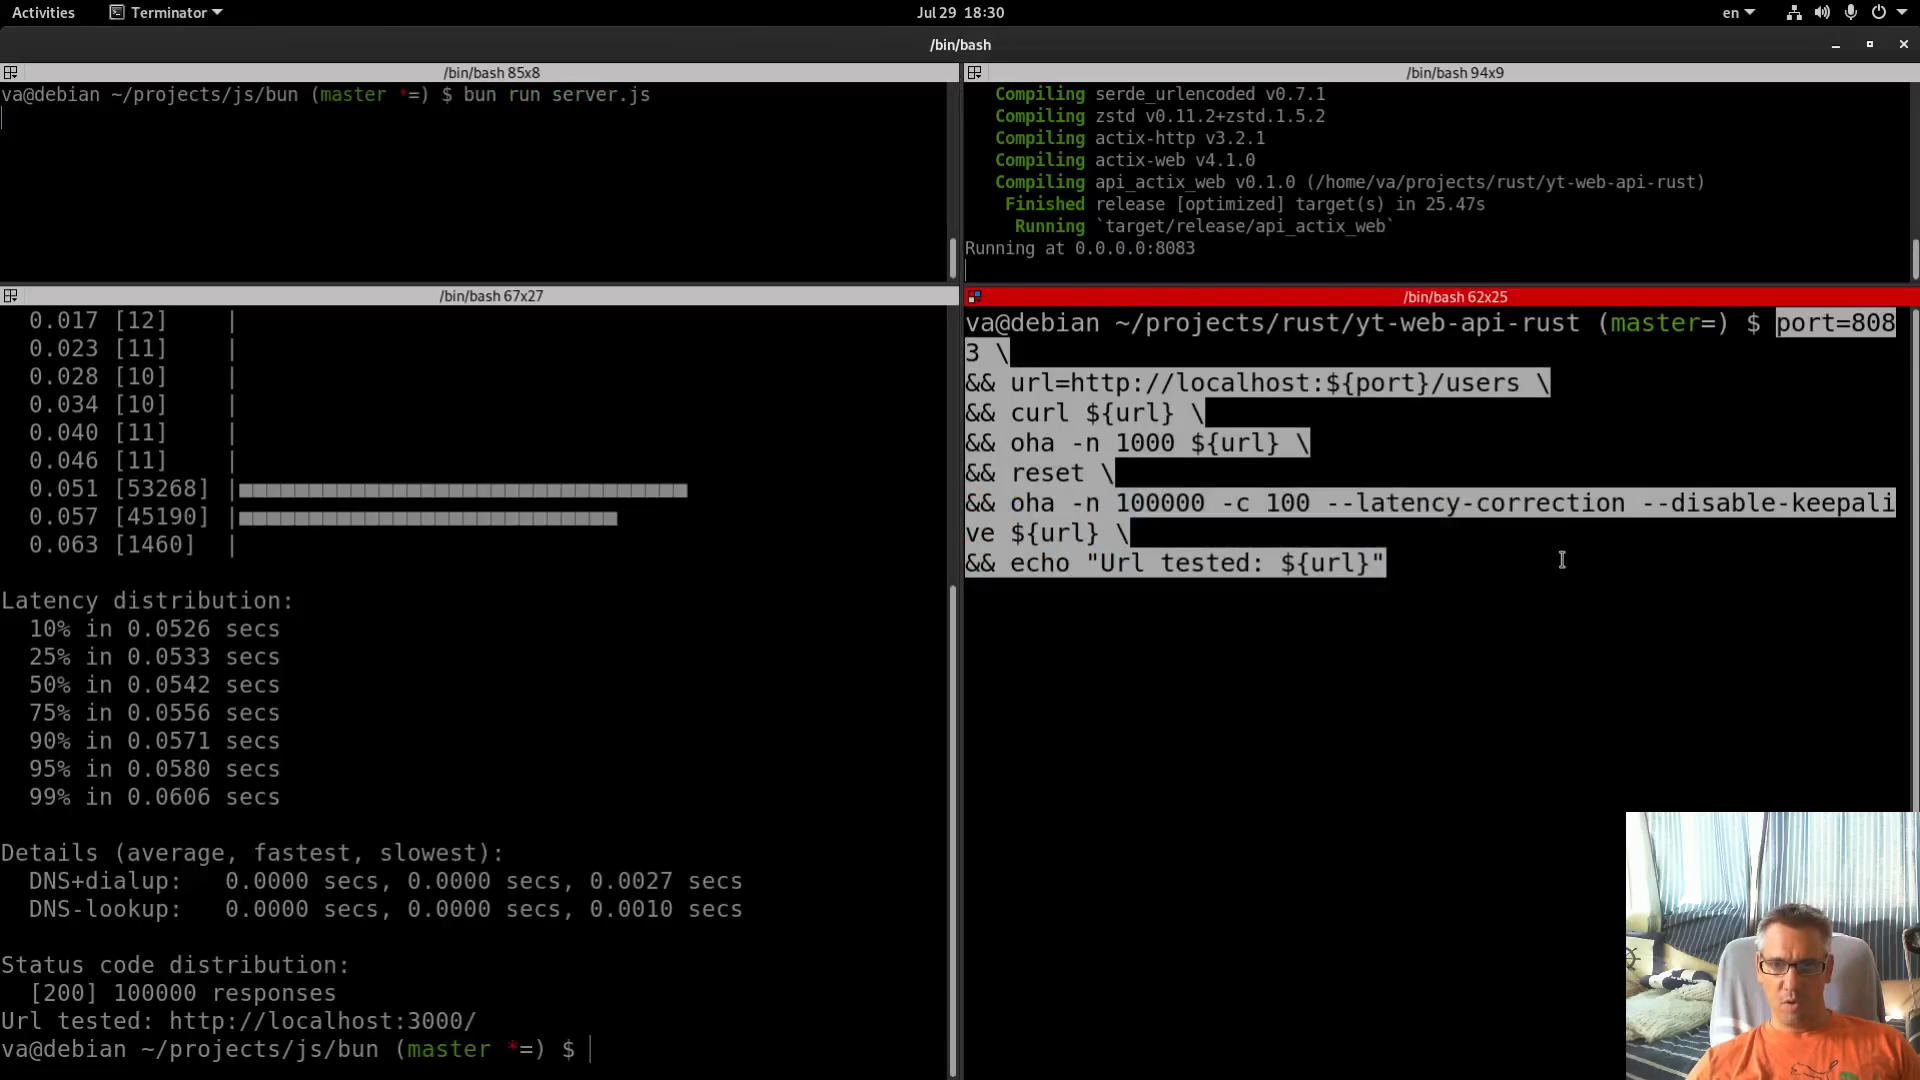 Activities Terminator Jul 29 18:30 en
/bin/bash
/bin/bash 85x8
va@debian ~/projects/js/bun (master *=) $ bun run server.js
/bin/bash 94x9
Compiling serde_urlencoded v0.7.1
Compiling zstd v0.11.2+zstd.1.5.2
Compiling actix-http v3.2.1
Compiling actix-web v4.1.0
Compiling api_actix_web v0.1.0 (/home/va/projects/rust/yt-web-api-rust)
Finished release [optimized] target(s) in 25.47s
Running `target/release/api_actix_web`
Running at 0.0.0.0:8083
/bin/bash 67x27
0.017 [12] |
0.023 [11] |
0.028 [10] |
0.034 [10] |
0.040 [11] |
0.046 [11] |
0.051 [53268] |■■■■■■■■■■■■■■■■■■■■■■■■■■■■■■■■
0.057 [45190] |■■■■■■■■■■■■■■■■■■■■■■■■■■■
0.063 [1460] |
Latency distribution:
10% in 0.0526 secs
25% in 0.0533 secs
50% in 0.0542 secs
75% in 0.0556 secs
90% in 0.0571 secs
95% in 0.0580 secs
99% in 0.0606 secs
Details (average, fastest, slowest):
DNS+dialup: 0.0000 secs, 0.0000 secs, 0.0027 secs
DNS-lookup: 0.0000 secs, 0.0000 secs, 0.0010 secs
Status code distribution:
[200] 100000 responses
Url tested: http://localhost:3000/
va@debian ~/projects/js/bun (master *=) $
/bin/bash 62x25
va@debian ~/projects/rust/yt-web-api-rust (master=) $ port=808
3 \
&& url=http://localhost:${port}/users \
&& curl ${url} \
&& oha -n 1000 ${url} \
&& reset \
&& oha -n 100000 -c 100 --latency-correction --disable-keepali
ve ${url} \
&& echo "Url tested: ${url}"